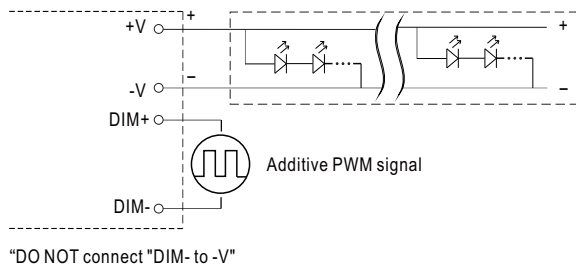 +V +
-V −
+
−
DIM+
Additive PWM signal
DIM-
“DO NOT connect "DIM- to -V"